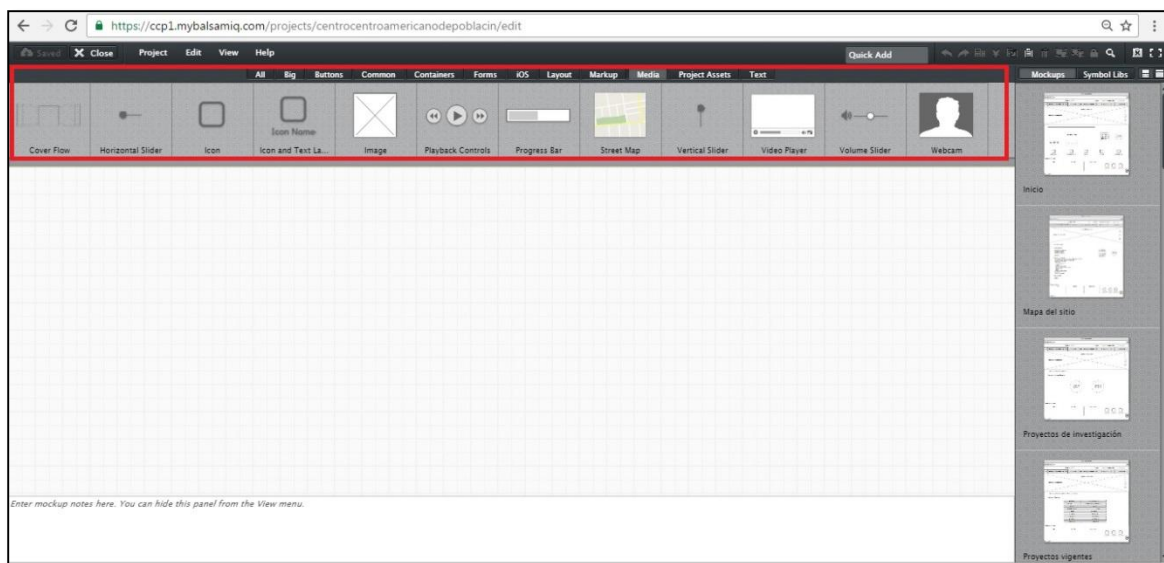 https://ccp1.mybalsamiq.com/projects/centrocentroamericanodepoblacin/edit
Saved Close Project Edit View Help Quick Add
All Big Buttons Common Containers Forms iOS Layout Markup Media Project Assets Text
Mockups Symbol Libs
Icon Name
Cover Flow Horizontal Slider Icon Icon and Text La... Image Playback Controls Progress Bar Street Map Vertical Slider Video Player Volume Slider Webcam
Inicio
Mapa del sitio
Proyectos de investigación
Enter mockup notes here. You can hide this panel from the View menu.
Proyectos vigentes